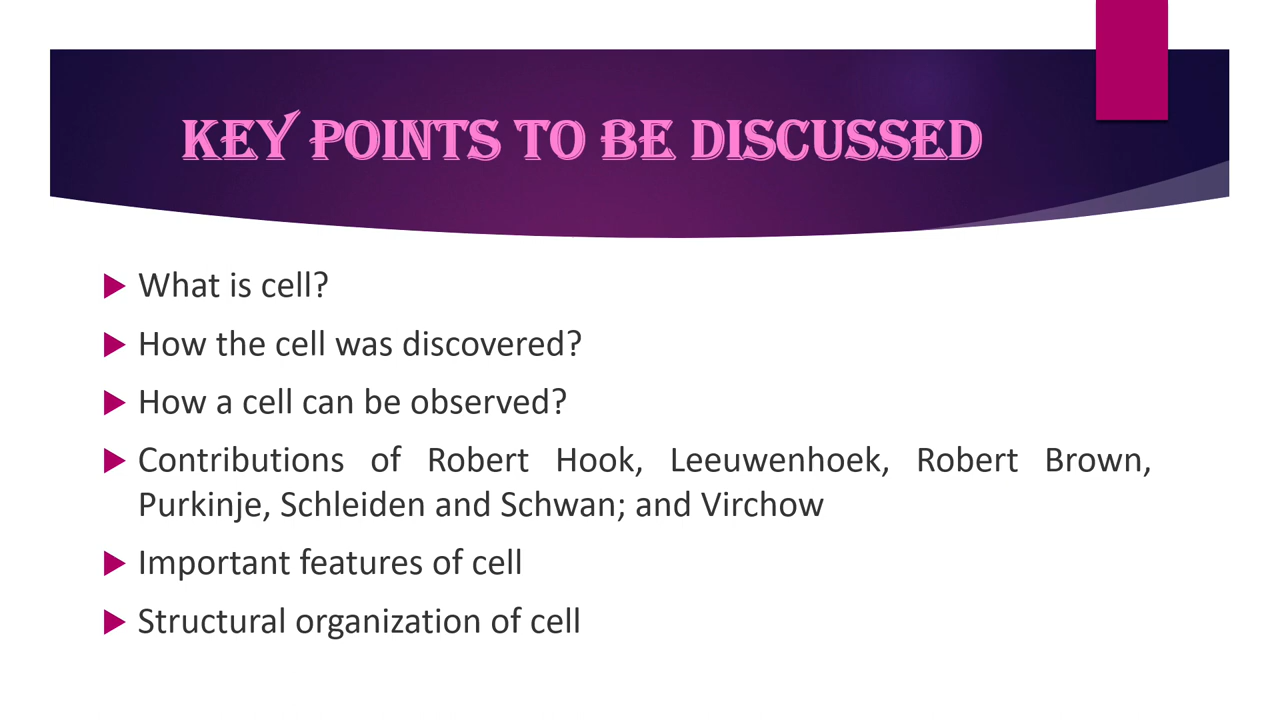 KEY POINTS TO BE DISCUSSED
What is cell?
How the cell was discovered?
How a cell can be observed?
Contributions of Robert Hook, Leeuwenhoek, Robert Brown,
Purkinje, Schleiden and Schwan; and Virchow
Important features of cell
Structural organization of cell